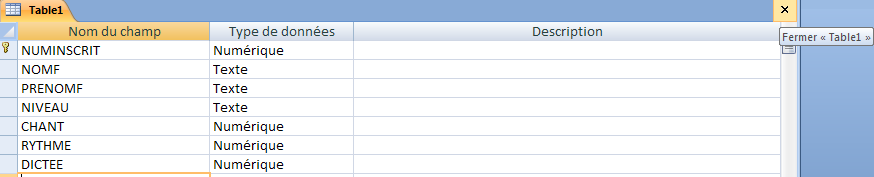 Table1
Nom du champ Type de données Description
Fermer « Table1 »
NUMINSCRIT Numérique
NOMF Texte
PRENOMF Texte
NIVEAU Texte
CHANT Numérique
RYTHME Numérique
DICTEE Numérique